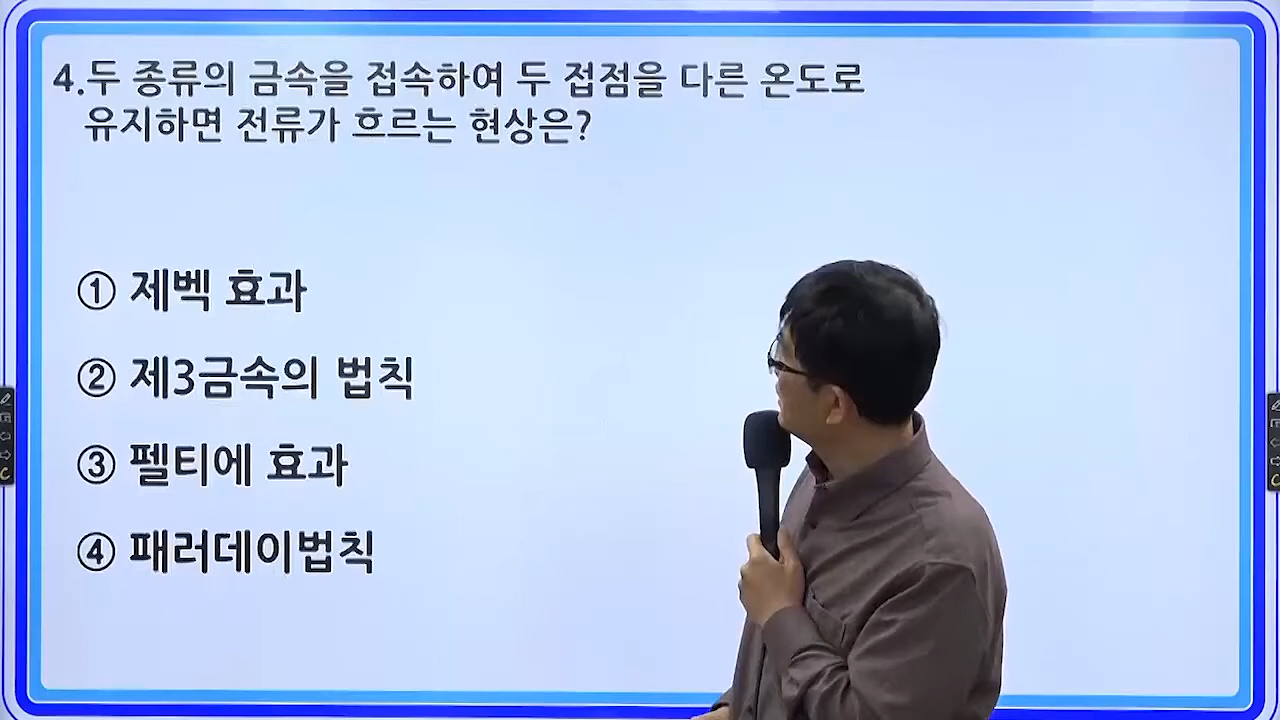 4.두 종류의 금속을 접속하여 두 접점을 다른 온도로
유지하면 전류가 흐르는 현상은?
① 제벡 효과
② 제3금속의 법칙
③ 펠티에 효과
④ 패러데이법칙